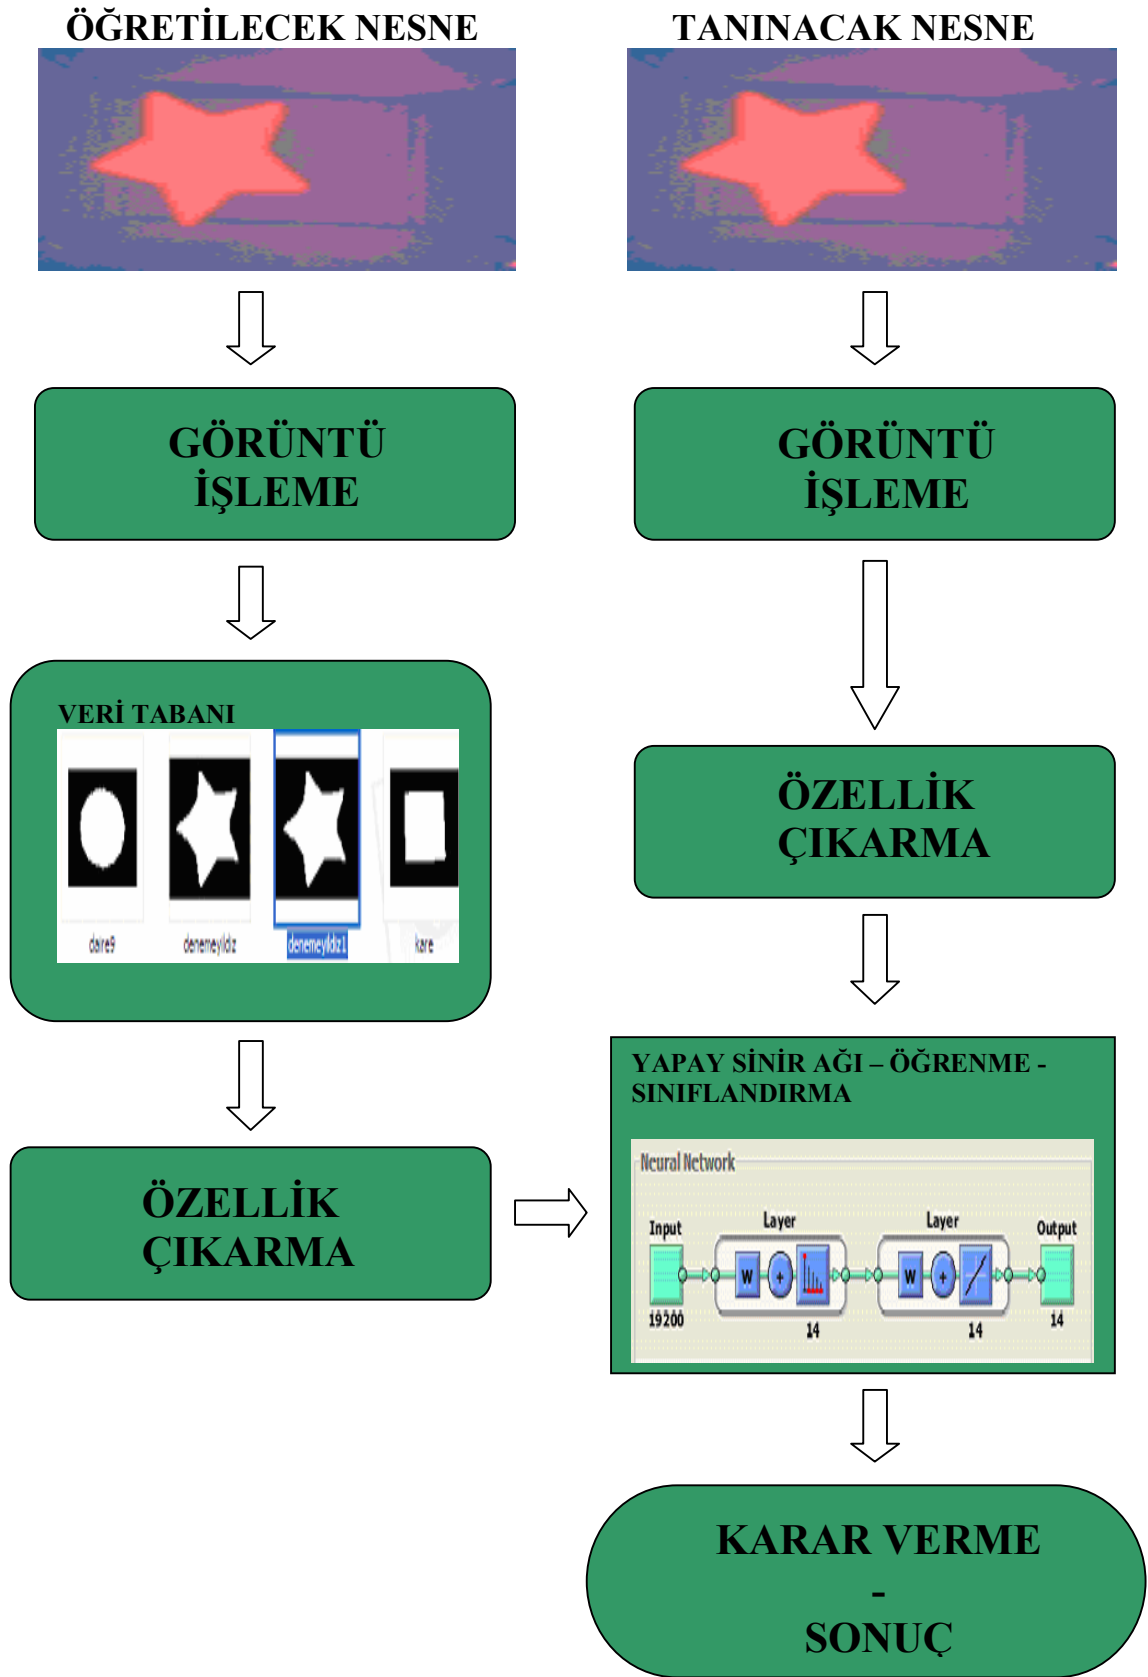 ÖĞRETİLECEK NESNE
TANINACAK NESNE
GÖRÜNTÜ
İŞLEME
GÖRÜNTÜ
İŞLEME
VERİ TABANI
daire9
denemeyildiz
denemeyildiz1
kare
ÖZELLİK
ÇIKARMA
ÖZELLİK
ÇIKARMA
YAPAY SİNİR AĞI – ÖĞRENME -
SINIFLANDIRMA
Neural Network
Input
Layer
Layer
Output
W
+
W
+
19200
14
14
14
KARAR VERME
-
SONUÇ